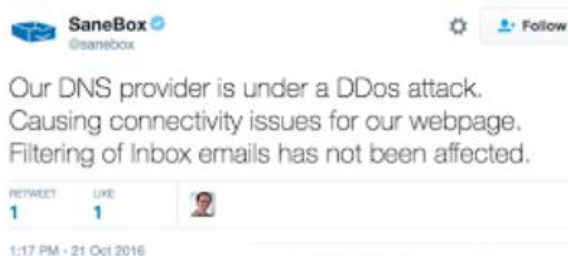 SaneBox
@sanebox
Follow
Our DNS provider is under a DDos attack.
Causing connectivity issues for our webpage.
Filtering of Inbox emails has not been affected.
RETWEET LIKE
1 1
1:17 PM - 21 Oct 2016